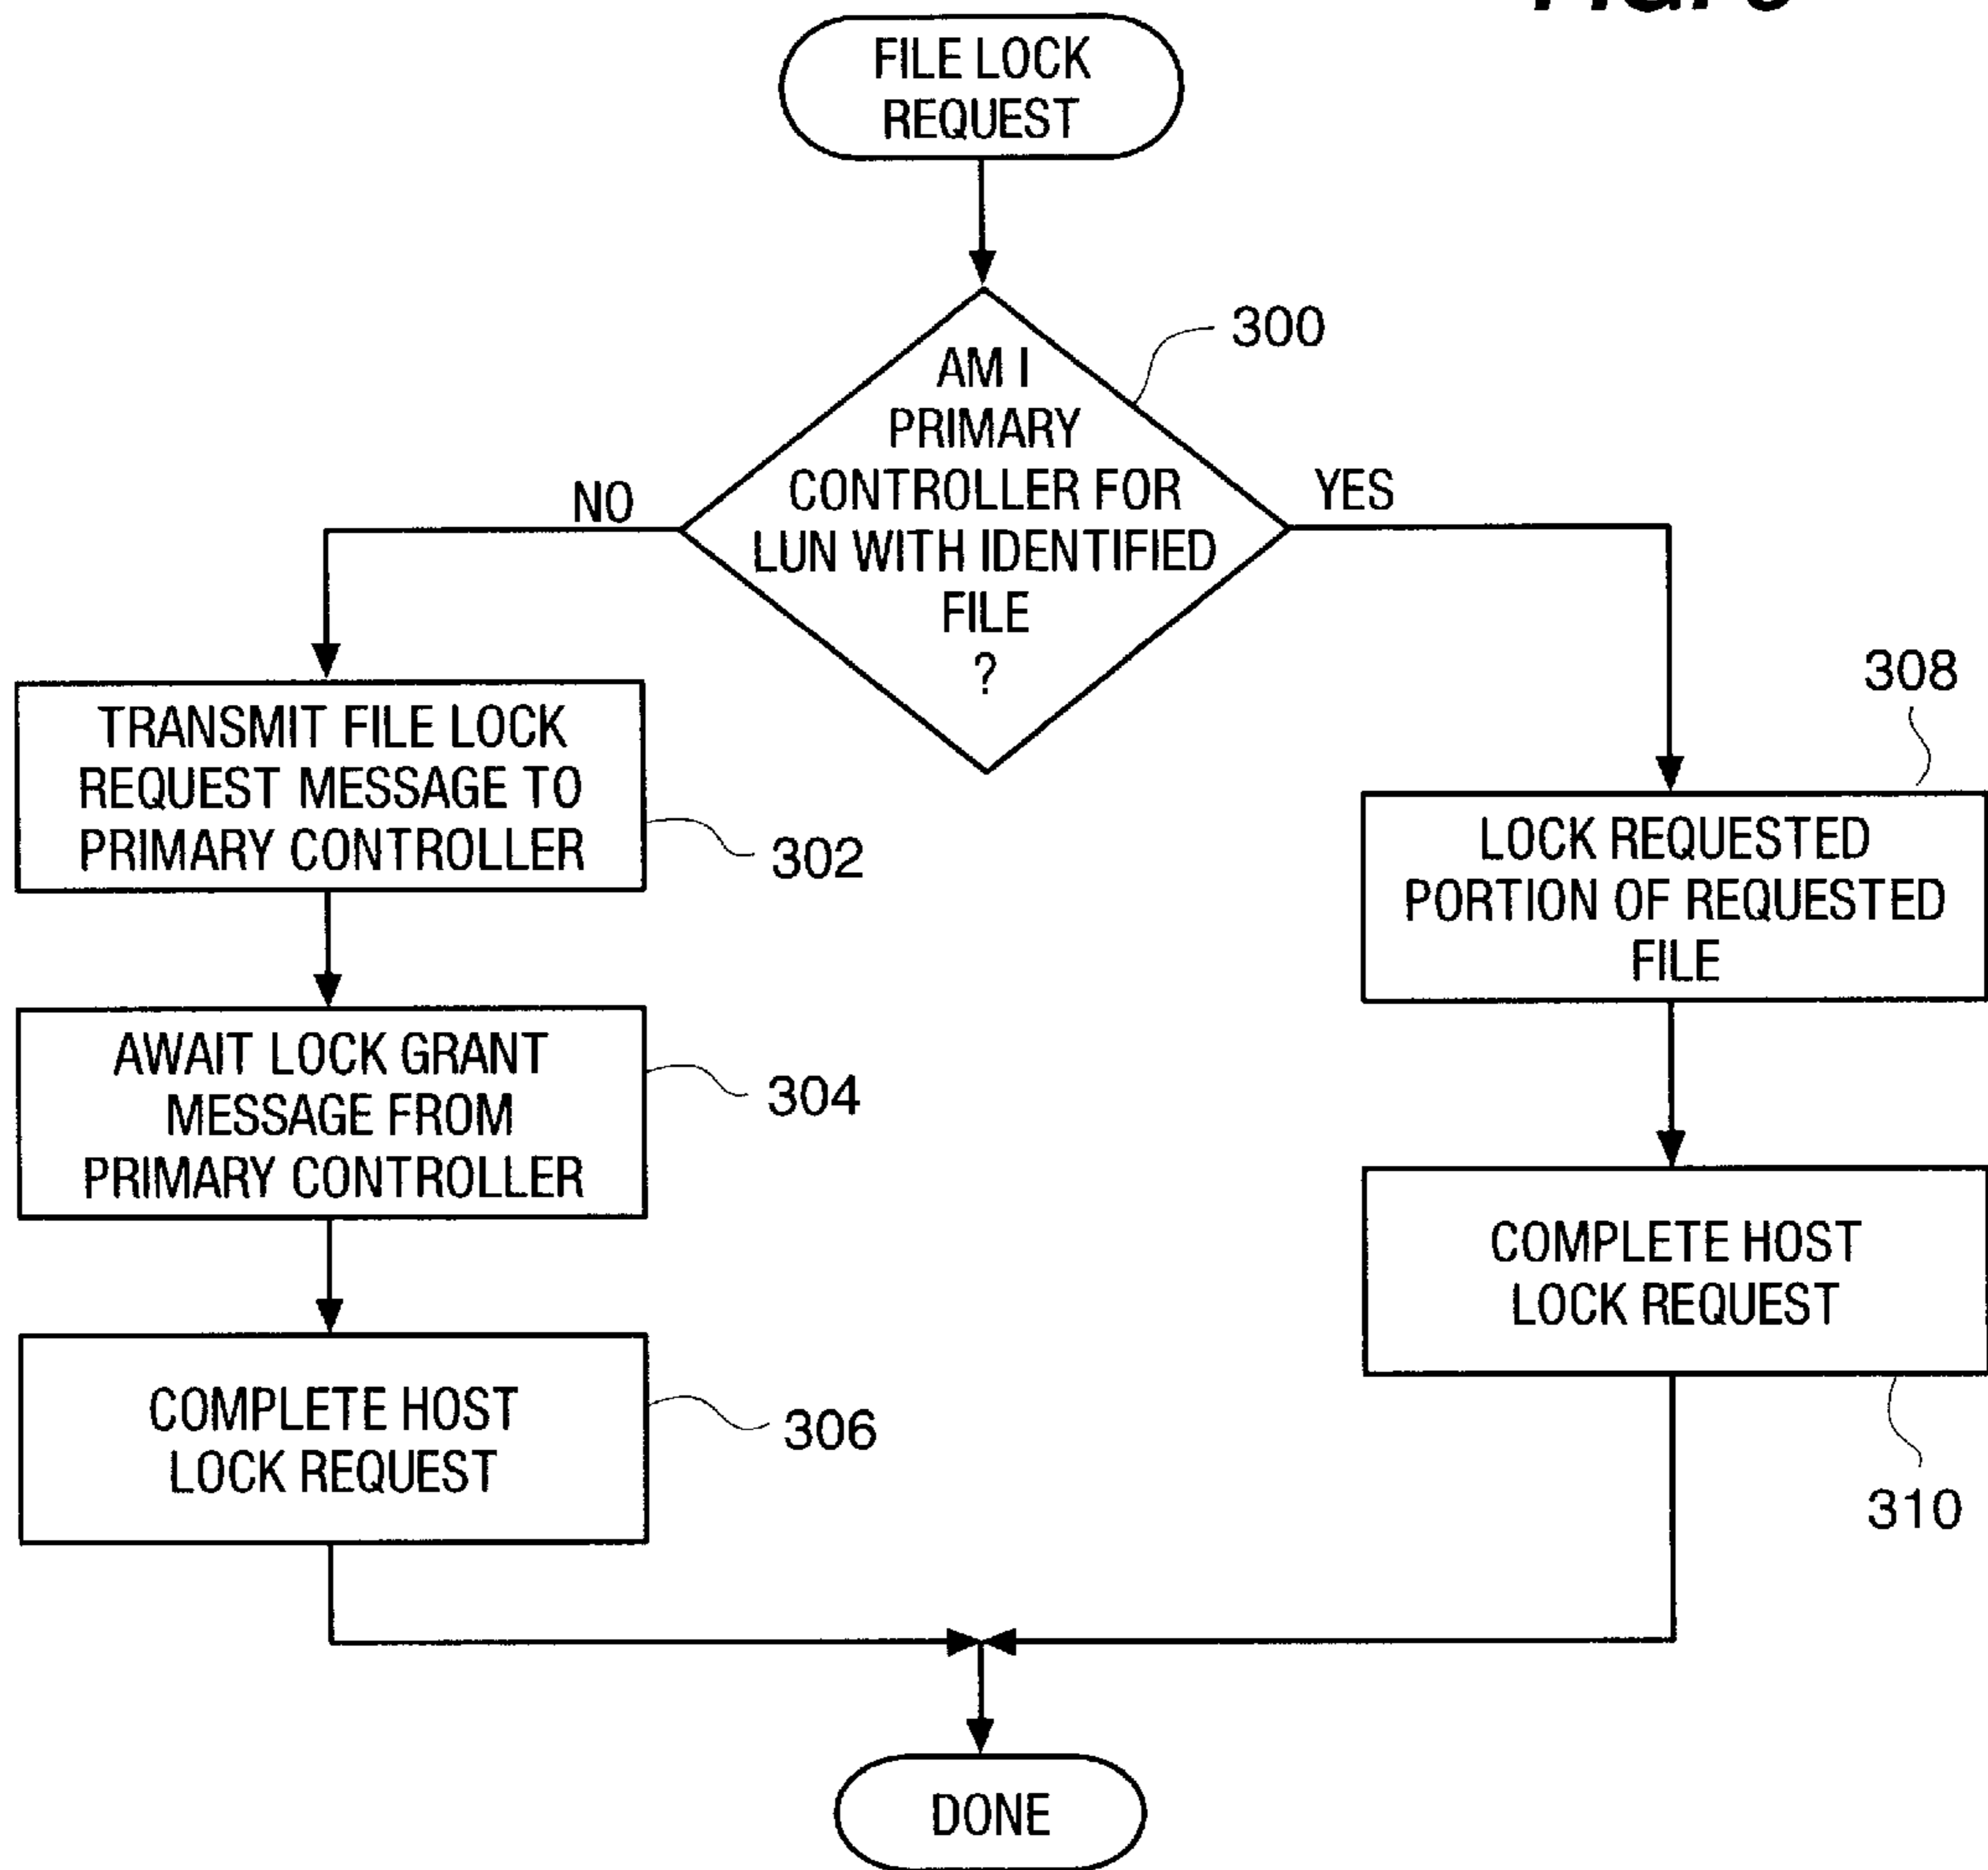 FILE LOCK
REQUEST
300
AM I
PRIMARY
CONTROLLER FOR
LUN WITH IDENTIFIED
FILE
?
NO
YES
TRANSMIT FILE LOCK
REQUEST MESSAGE TO
PRIMARY CONTROLLER
302
AWAIT LOCK GRANT
MESSAGE FROM
PRIMARY CONTROLLER
304
COMPLETE HOST
LOCK REQUEST
306
308
LOCK REQUESTED
PORTION OF REQUESTED
FILE
COMPLETE HOST
LOCK REQUEST
310
DONE